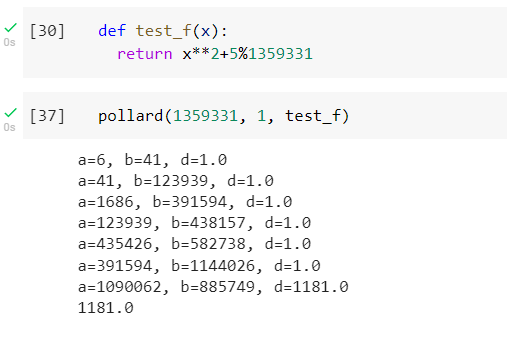 [30] def test_f(x):
0s return x**2+5%1359331
[37] pollard(1359331, 1, test_f)
0s
a=6, b=41, d=1.0
a=41, b=123939, d=1.0
a=1686, b=391594, d=1.0
a=123939, b=438157, d=1.0
a=435426, b=582738, d=1.0
a=391594, b=1144026, d=1.0
a=1090062, b=885749, d=1181.0
1181.0